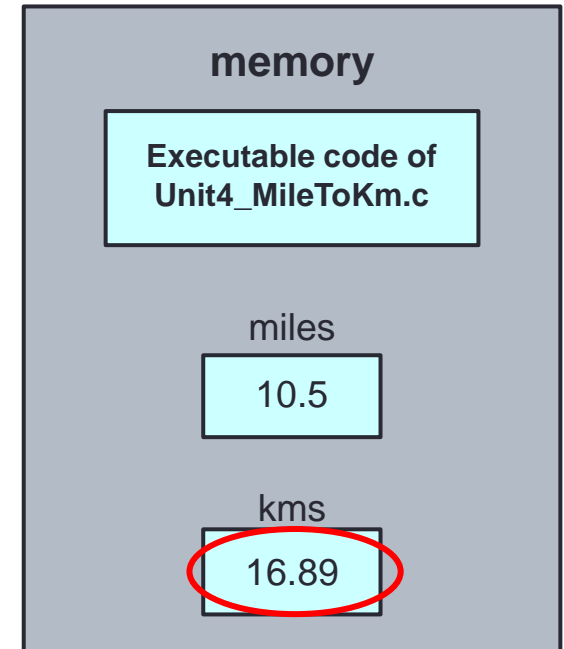 memory
Executable code of
Unit4_MileToKm.c
miles
10.5
kms
16.89